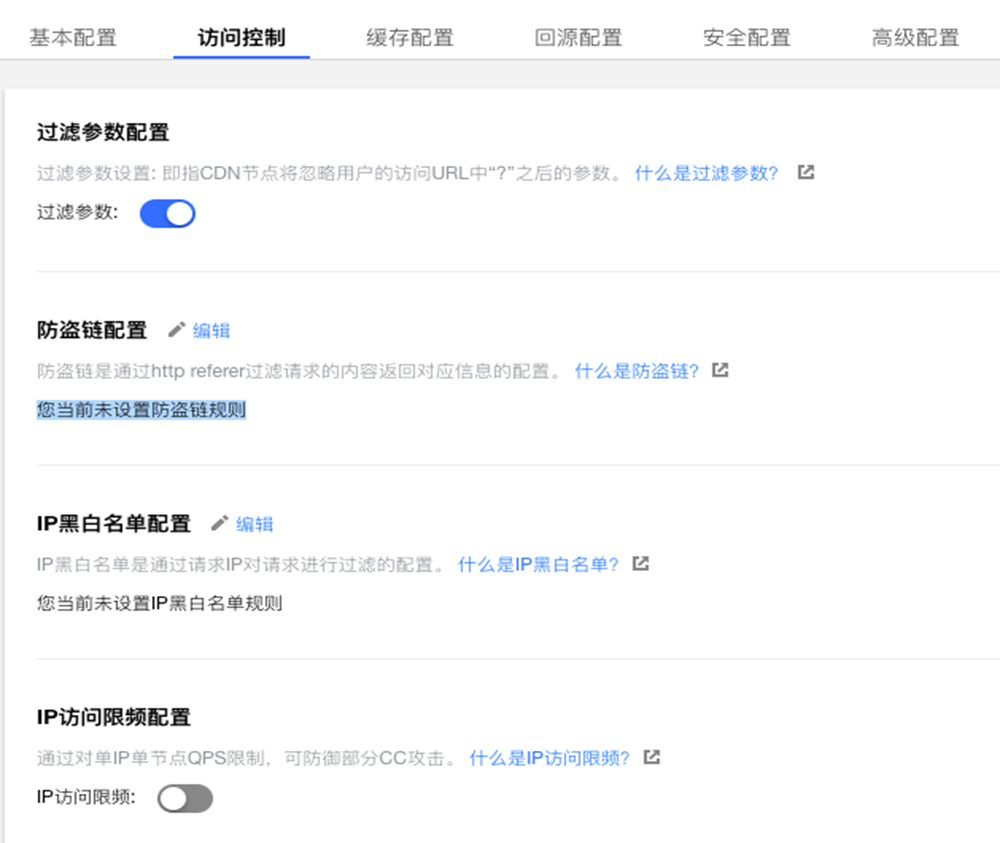 基本配置 访问控制 缓存配置 回源配置 安全配置 高级配置
过滤参数配置
过滤参数设置: 即指CDN节点将忽略用户的访问URL中“?”之后的参数。 什么是过滤参数?
过滤参数:
防盗链配置 编辑
防盗链是通过http referer过滤请求的内容返回对应信息的配置。 什么是防盗链?
您当前未设置防盗链规则
IP黑白名单配置 编辑
IP黑白名单是通过请求IP对请求进行过滤的配置。 什么是IP黑白名单?
您当前未设置IP黑白名单规则
IP访问限频配置
通过对单IP单节点QPS限制，可防御部分CC攻击。 什么是IP访问限频?
IP访问限频: